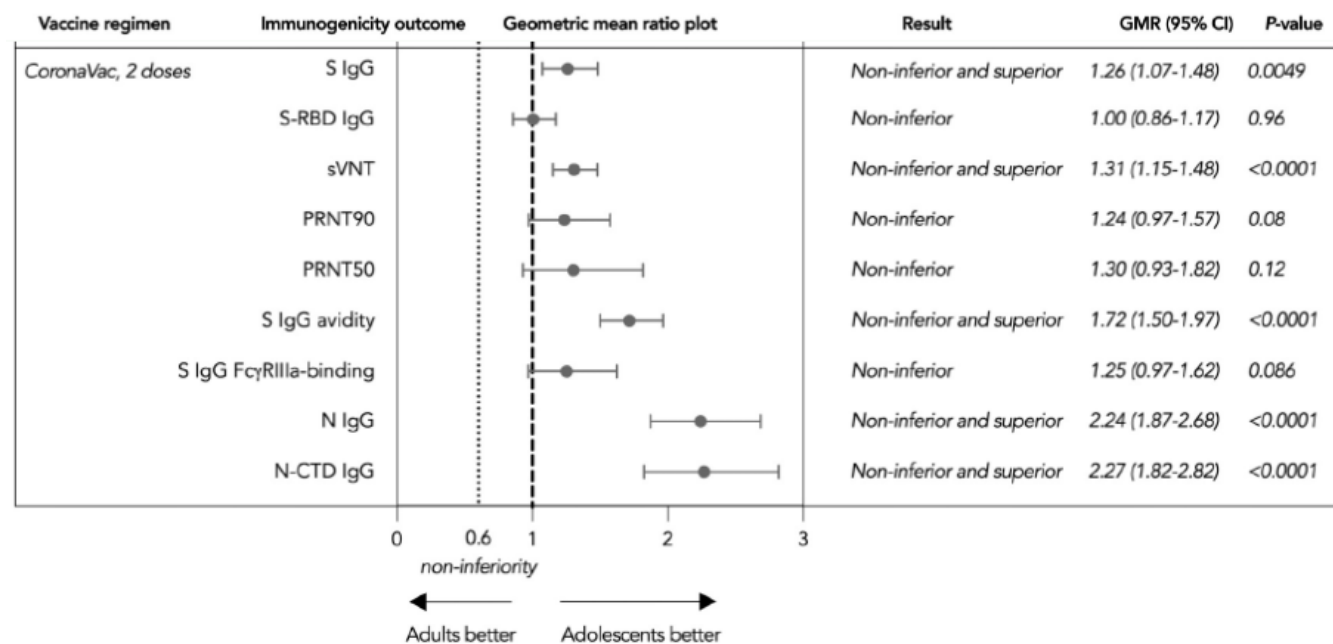 Vaccine regimen Immunogenicity outcome Geometric mean ratio plot Result GMR (95% CI) P-value
CoronaVac, 2 doses S IgG Non-inferior and superior 1.26 (1.07-1.48) 0.0049
S-RBD IgG Non-inferior 1.00 (0.86-1.17) 0.96
sVNT Non-inferior and superior 1.31 (1.15-1.48) <0.0001
PRNT90 Non-inferior 1.24 (0.97-1.57) 0.08
PRNT50 Non-inferior 1.30 (0.93-1.82) 0.12
S IgG avidity Non-inferior and superior 1.72 (1.50-1.97) <0.0001
S IgG FcγRIIIa-binding Non-inferior 1.25 (0.97-1.62) 0.086
N IgG Non-inferior and superior 2.24 (1.87-2.68) <0.0001
N-CTD IgG Non-inferior and superior 2.27 (1.82-2.82) <0.0001
0 0.6 1 2 3
non-inferiority
Adults better Adolescents better